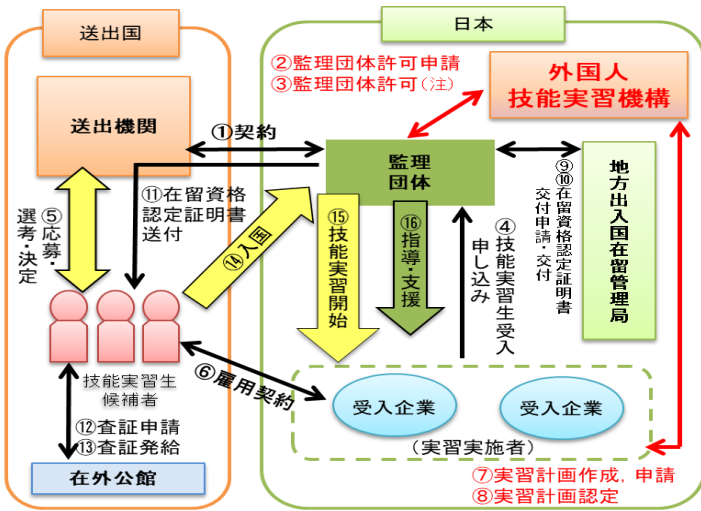 送出国
日本
送出機関
①契約
監理
団体
②監理団体許可申請
③監理団体許可(注)
外国人
技能実習機構
地方出入国在留管理局
⑨⑩在留資格認定証明書
交付申請・交付
④技能実習生受入
申し込み
⑯指導・支援
⑮技能実習開始
⑭入国
⑪在留資格
認定証明書
送付
⑤応募・
選考・決定
技能実習生
候補者
⑥雇用契約
受入企業
受入企業
(実習実施者)
⑫査証申請
⑬査証発給
在外公館
⑦実習計画作成, 申請
⑧実習計画認定